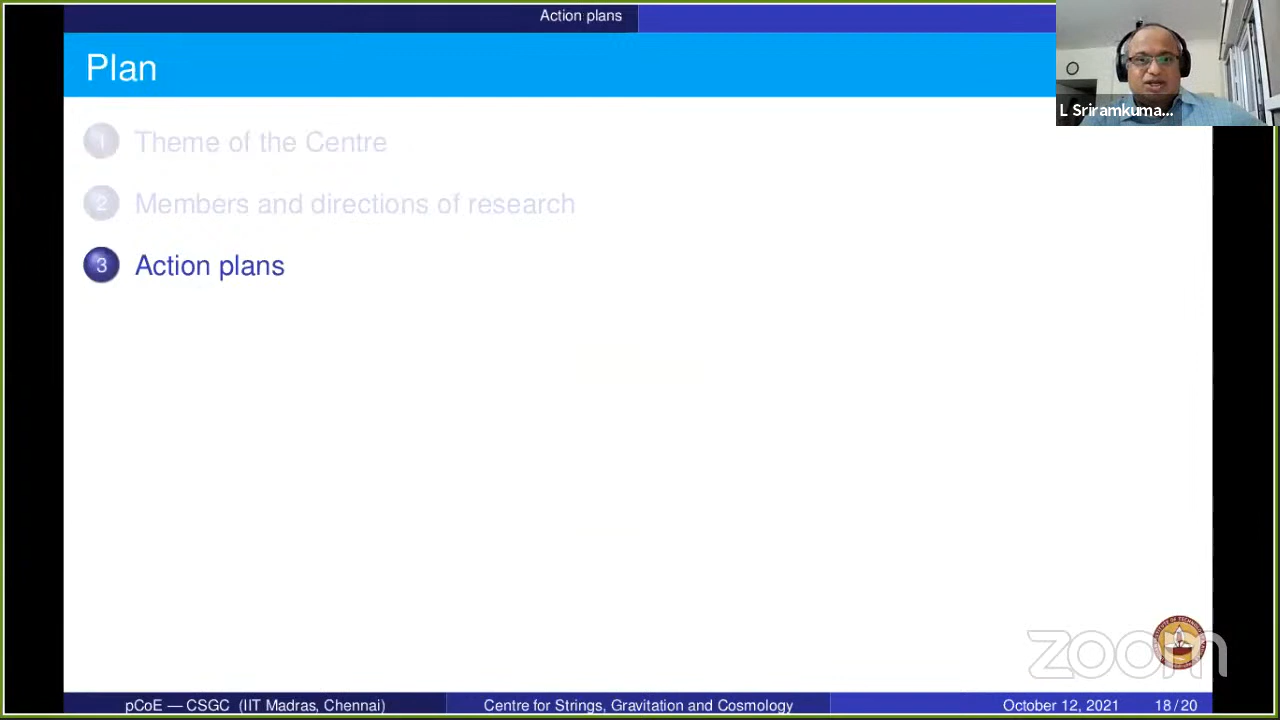 Action plans
Plan
L Sriramkuma...
1 Theme of the Centre
2 Members and directions of research
3 Action plans
zoom
pCoE — CSGC (IIT Madras, Chennai) Centre for Strings, Gravitation and Cosmology October 12, 2021 18 / 20